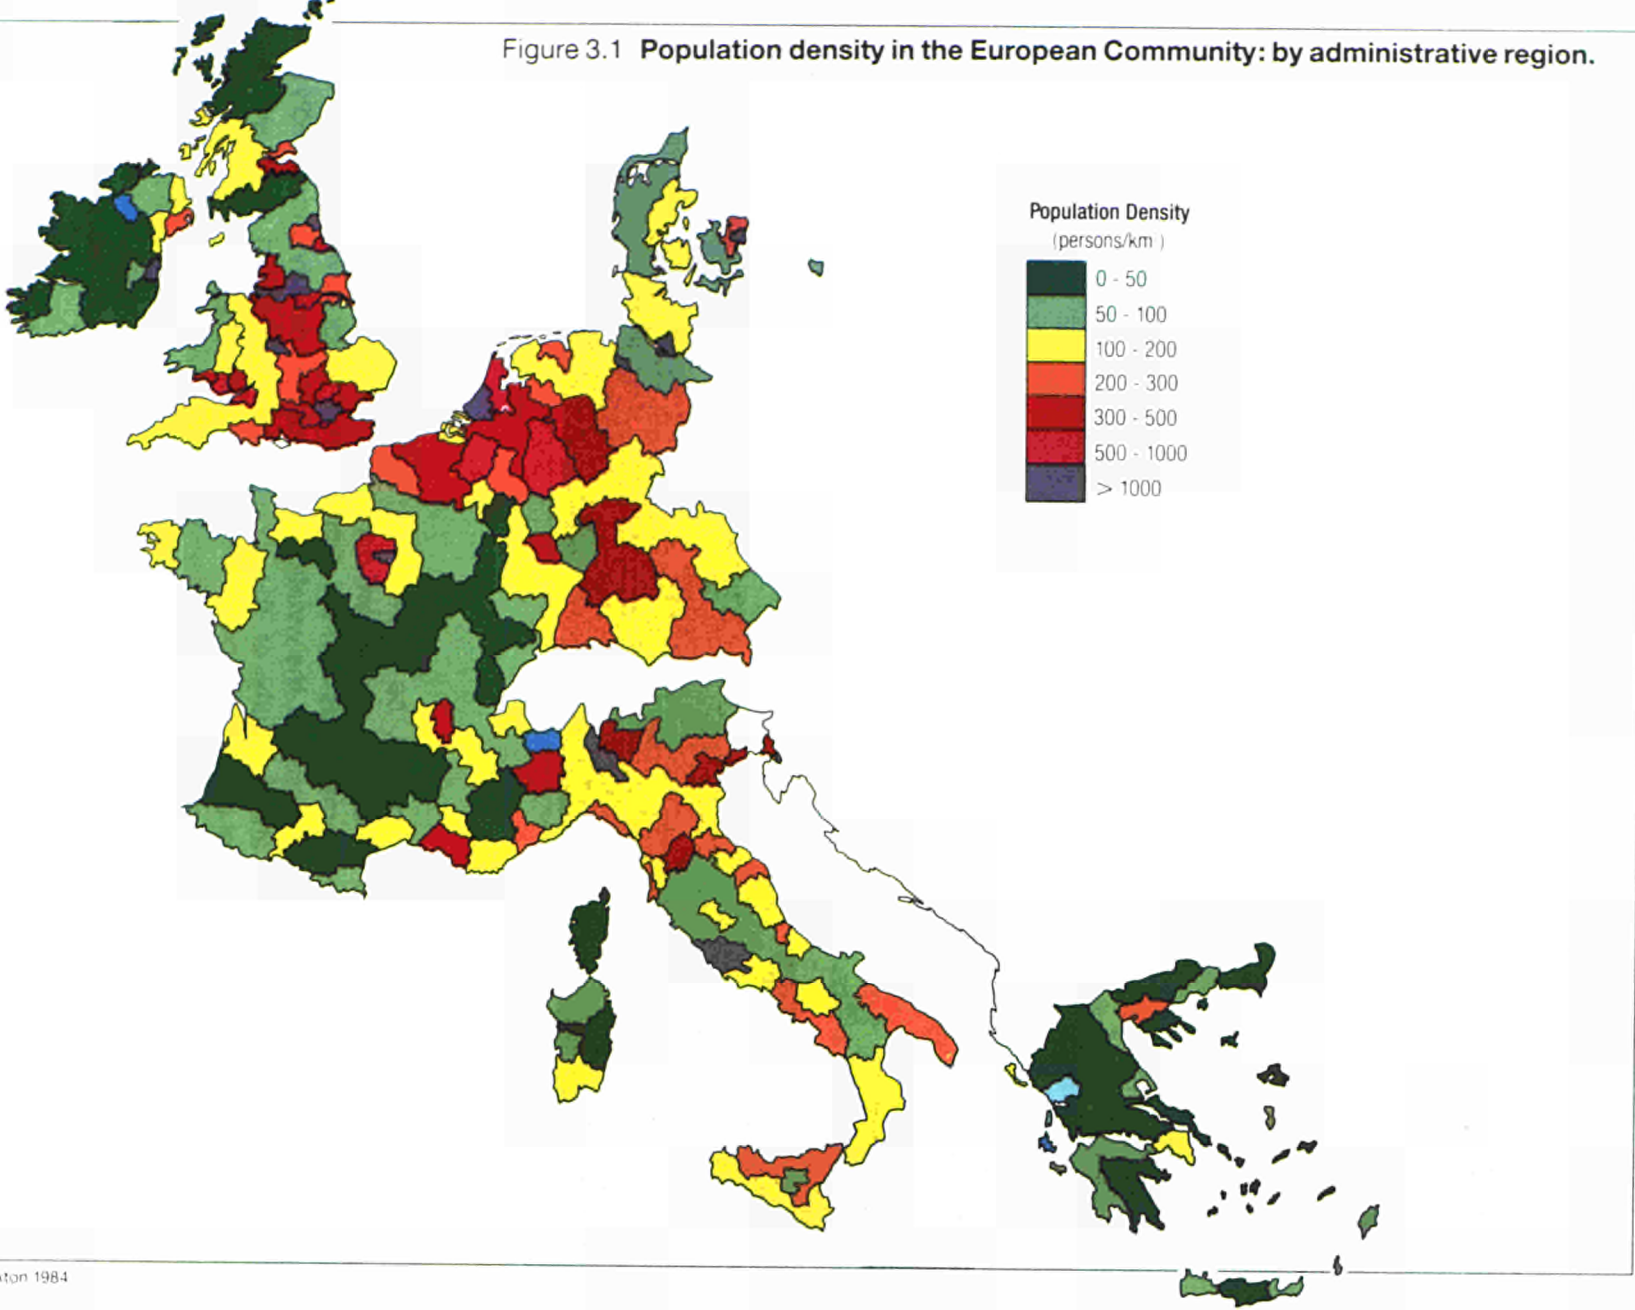 Figure 3.1 Population density in the European Community: by administrative region.
Population Density
(persons/km )
0 - 50
50 - 100
100 - 200
200 - 300
300 - 500
500 - 1000
> 1000
1984